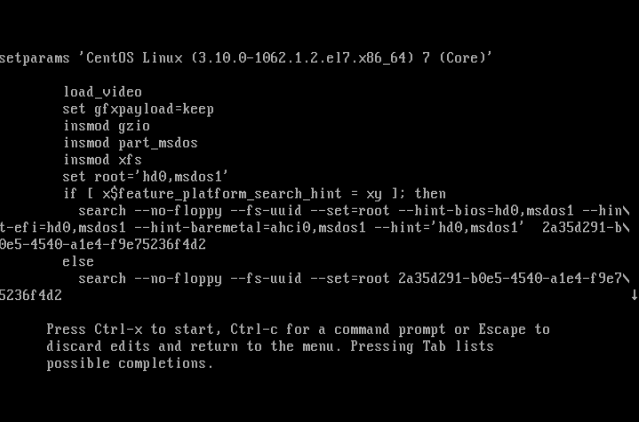 setparams 'CentOS Linux (3.10.0-1062.1.2.el7.x86_64) 7 (Core)'
load_video
set gfxpayload=keep
insmod gzio
insmod part_msdos
insmod xfs
set root='hd0,msdos1'
if [ x$feature_platform_search_hint = xy ]; then
search --no-floppy --fs-uuid --set=root --hint-bios=hd0,msdos1 --hin\
t-efi=hd0,msdos1 --hint-baremetal=ahci0,msdos1 --hint='hd0,msdos1'  2a35d291-b\
0e5-4540-a1e4-f9e75236f4d2
else
search --no-floppy --fs-uuid --set=root 2a35d291-b0e5-4540-a1e4-f9e7\
5236f4d2 ↓
Press Ctrl-x to start, Ctrl-c for a command prompt or Escape to
discard edits and return to the menu. Pressing Tab lists
possible completions.